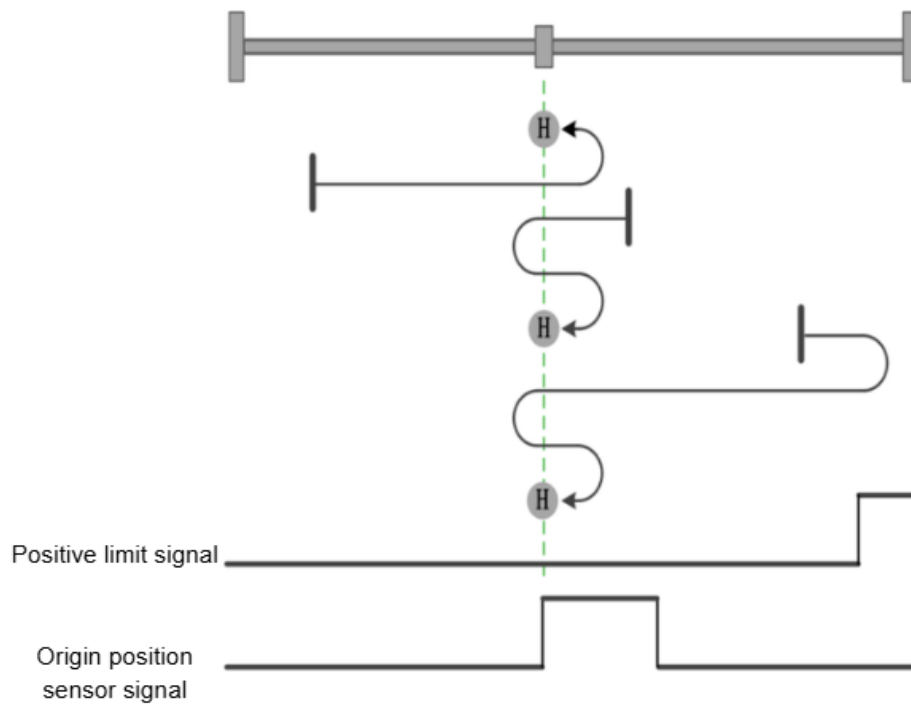 H
H
H
Positive limit signal
Origin position
sensor signal